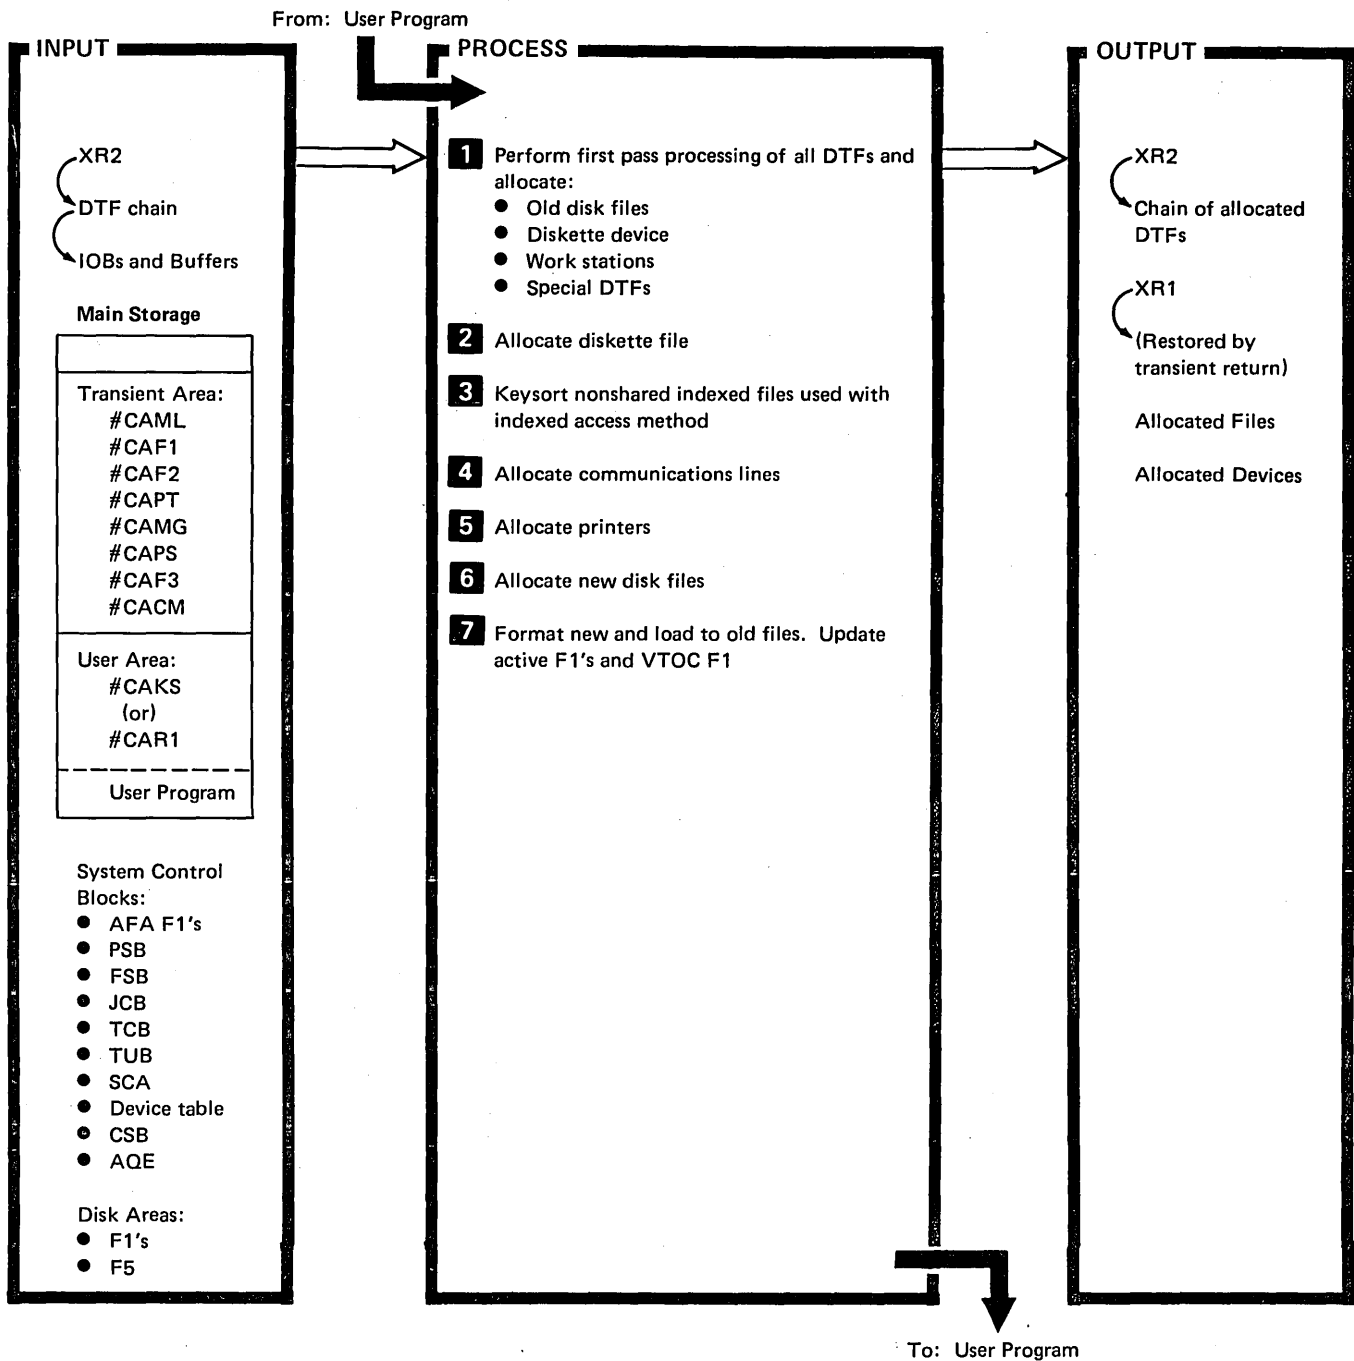 From: User Program
INPUT
XR2
DTF chain
IOBs and Buffers
Main Storage
Transient Area:
#CAML
#CAF1
#CAF2
#CAPT
#CAMG
#CAPS
#CAF3
#CACM
User Area:
#CAKS
(or)
#CAR1
User Program
System Control
Blocks:
● AFA F1's
● PSB
● FSB
● JCB
● TCB
● TUB
● SCA
● Device table
● CSB
● AQE
Disk Areas:
● F1's
● F5
PROCESS
1 Perform first pass processing of all DTFs and
allocate:
● Old disk files
● Diskette device
● Work stations
● Special DTFs
2 Allocate diskette file
3 Keysort nonshared indexed files used with
indexed access method
4 Allocate communications lines
5 Allocate printers
6 Allocate new disk files
7 Format new and load to old files. Update
active F1's and VTOC F1
OUTPUT
XR2
Chain of allocated
DTFs
XR1
(Restored by
transient return)
Allocated Files
Allocated Devices
To: User Program